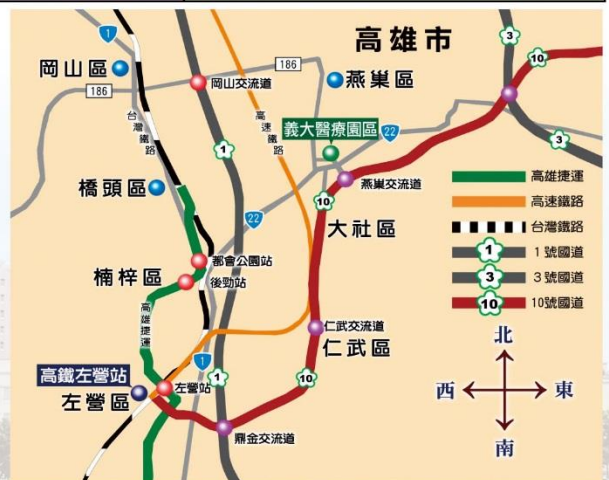 高雄市
1
3
10
岡山區
186
岡山交流道
186
燕巢區
台灣鐵路
高速鐵路
義大醫療園區
22
1
3
燕巢交流道
橋頭區
10
大社區
22
高雄捷運
高速鐵路
台灣鐵路
1 1號國道
3 3號國道
10 10號國道
都會公園站
楠梓區
後勁站
高雄捷運
仁武交流道
仁武區
1
高鐵左營站
左營區
左營站
1
10
鼎金交流道
北
西
東
南